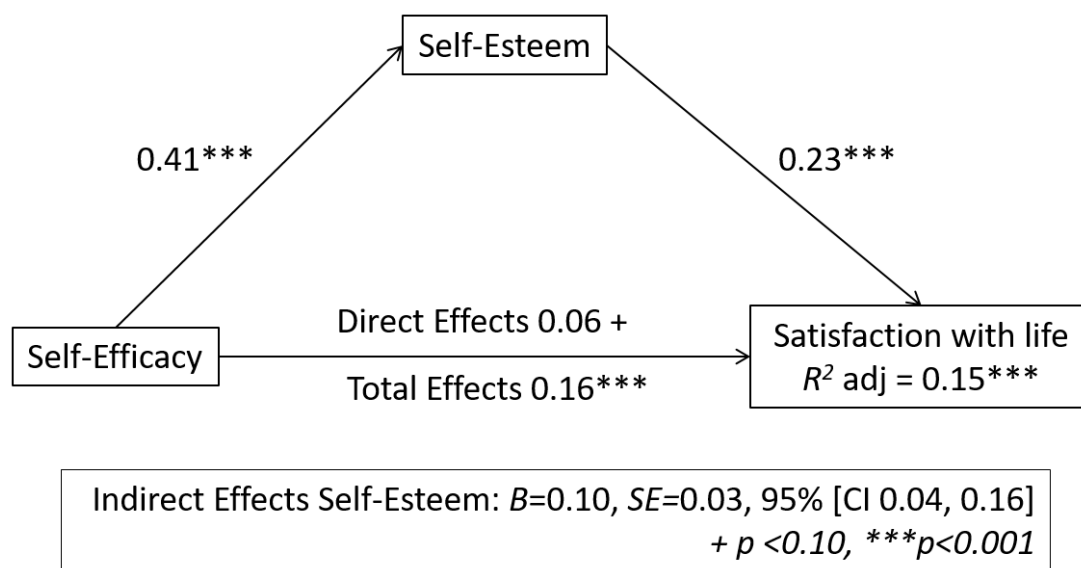 Self-Esteem
0.41***
0.23***
Direct Effects 0.06 +
Self-Efficacy
Total Effects 0.16***
Satisfaction with life
R² adj = 0.15***
Indirect Effects Self-Esteem: B=0.10, SE=0.03, 95% [CI 0.04, 0.16]
+ p <0.10, ***p<0.001